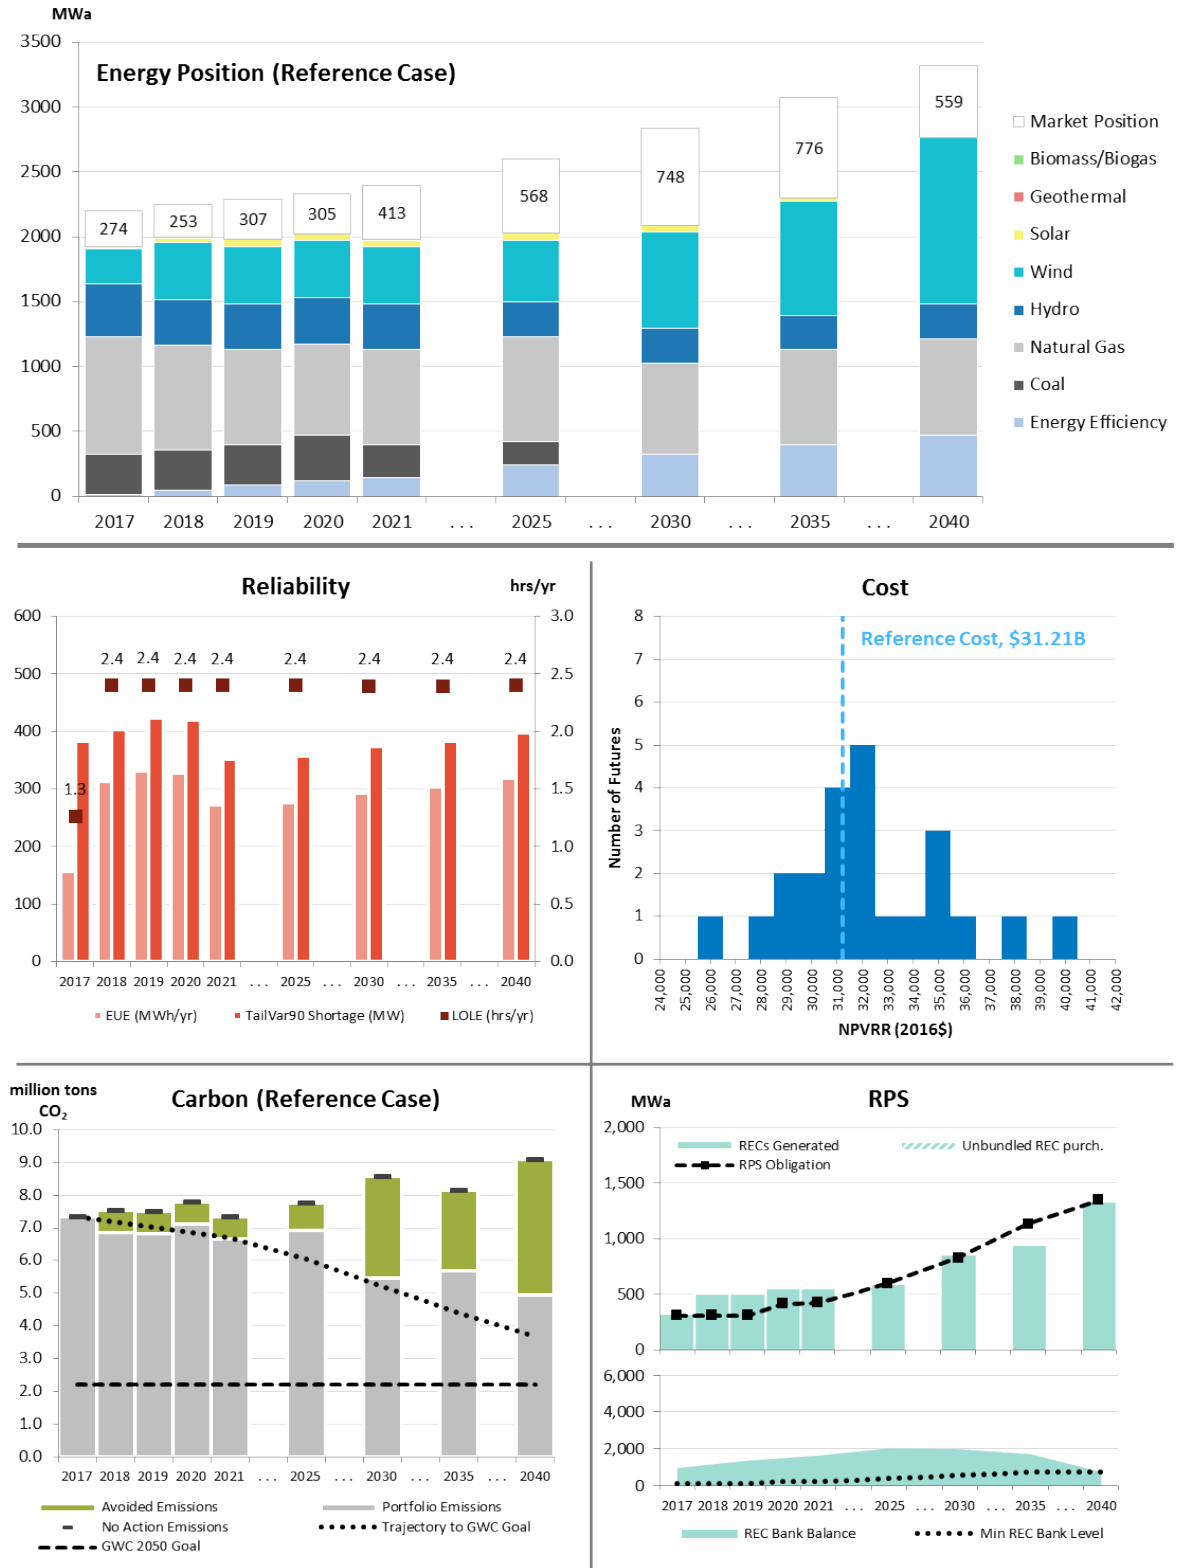 MWa
Energy Position (Reference Case)
3500
3000
2500
2000
1500
1000
500
0
274
253
307
305
413
568
748
776
559
2017 2018 2019 2020 2021 ... 2025 ... 2030 ... 2035 ... 2040
Market Position
Biomass/Biogas
Geothermal
Solar
Wind
Hydro
Natural Gas
Coal
Energy Efficiency
Reliability
hrs/yr
600
500
400
300
200
100
0
3.0
2.5
2.0
1.5
1.0
0.5
0.0
1.3
2.4 2.4 2.4 2.4 2.4 2.4 2.4 2.4
2017 2018 2019 2020 2021 ... 2025 ... 2030 ... 2035 ... 2040
EUE (MWh/yr) TailVar90 Shortage (MW) LOLE (hrs/yr)
Cost
Reference Cost, $31.21B
Number of Futures
8
7
6
5
4
3
2
1
0
24,000 25,000 26,000 27,000 28,000 29,000 30,000 31,000 32,000 33,000 34,000 35,000 36,000 37,000 38,000 39,000 40,000 41,000 42,000
NPVRR (2016$)
million tons
CO2
Carbon (Reference Case)
10.0
9.0
8.0
7.0
6.0
5.0
4.0
3.0
2.0
1.0
0.0
2017 2018 2019 2020 2021 ... 2025 ... 2030 ... 2035 ... 2040
Avoided Emissions Portfolio Emissions
No Action Emissions Trajectory to GWC Goal
GWC 2050 Goal
MWa
RPS
2,000
1,500
1,000
500
0
RECs Generated Unbundled REC purch.
RPS Obligation
6,000
4,000
2,000
0
2017 2018 2019 2020 2021 ... 2025 ... 2030 ... 2035 ... 2040
REC Bank Balance Min REC Bank Level